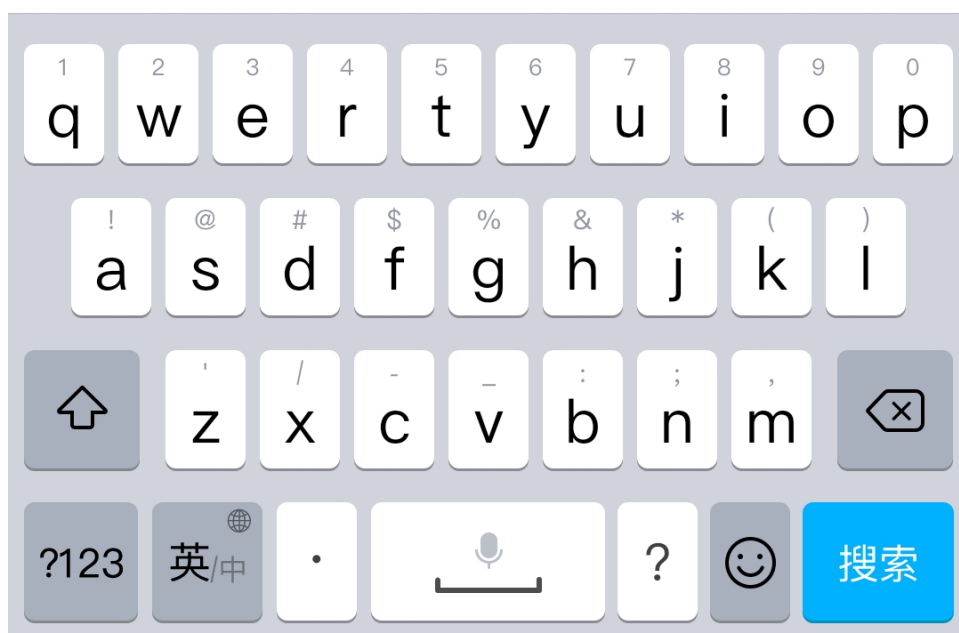 1 2 3 4 5 6 7 8 9 0
q w e r t y u i o p
! @ # $ % & * ( )
a s d f g h j k l
' / - _ : ; ,
z x c v b n m
?123 英/中 . ? 搜索